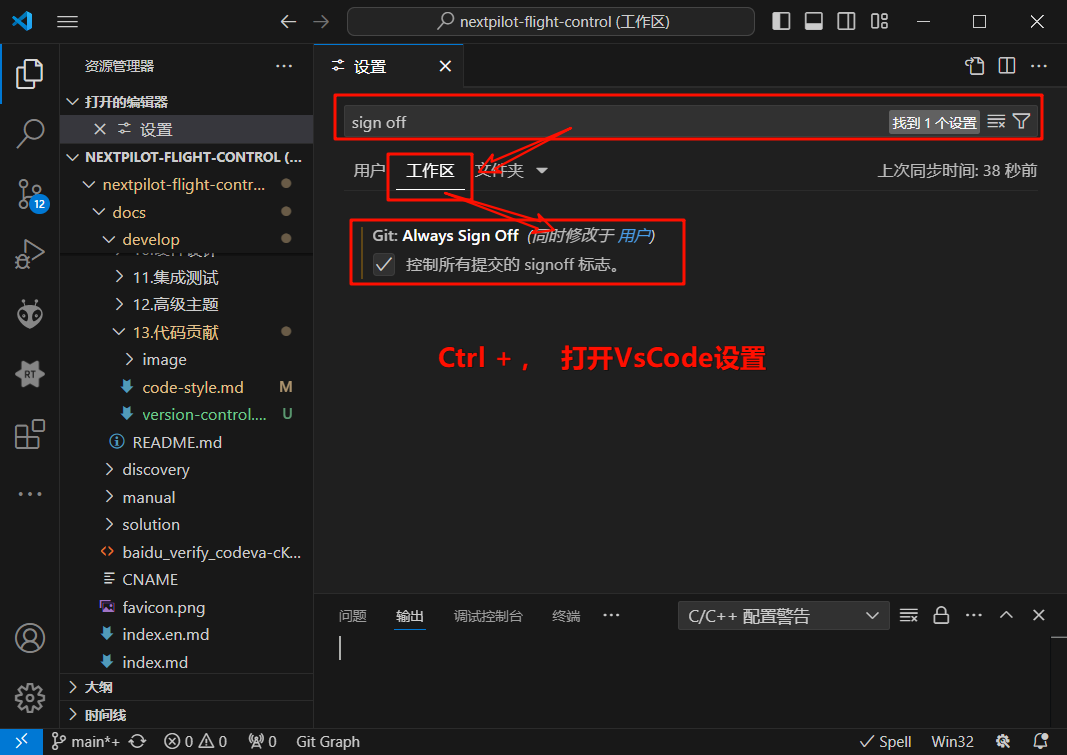 nextpilot-flight-control (工作区)
资源管理器
打开的编辑器
设置
NEXTPILOT-FLIGHT-CONTROL (...
nextpilot-flight-contr...
docs
develop
11.集成测试
12.高级主题
13.代码贡献
image
code-style.md M
version-control.... U
README.md
discovery
manual
solution
baidu_verify_codeva-cK...
CNAME
favicon.png
index.en.md
index.md
大纲
时间线
12
RT
设置
sign off
找到 1 个设置
用户 工作区 文件夹
上次同步时间: 38 秒前
Git: Always Sign Off (同时修改于 用户)
控制所有提交的 signoff 标志。
Ctrl + , 打开VsCode设置
问题 输出 调试控制台 终端
C/C++ 配置警告
main*+ 0 0 0 Git Graph Spell Win32